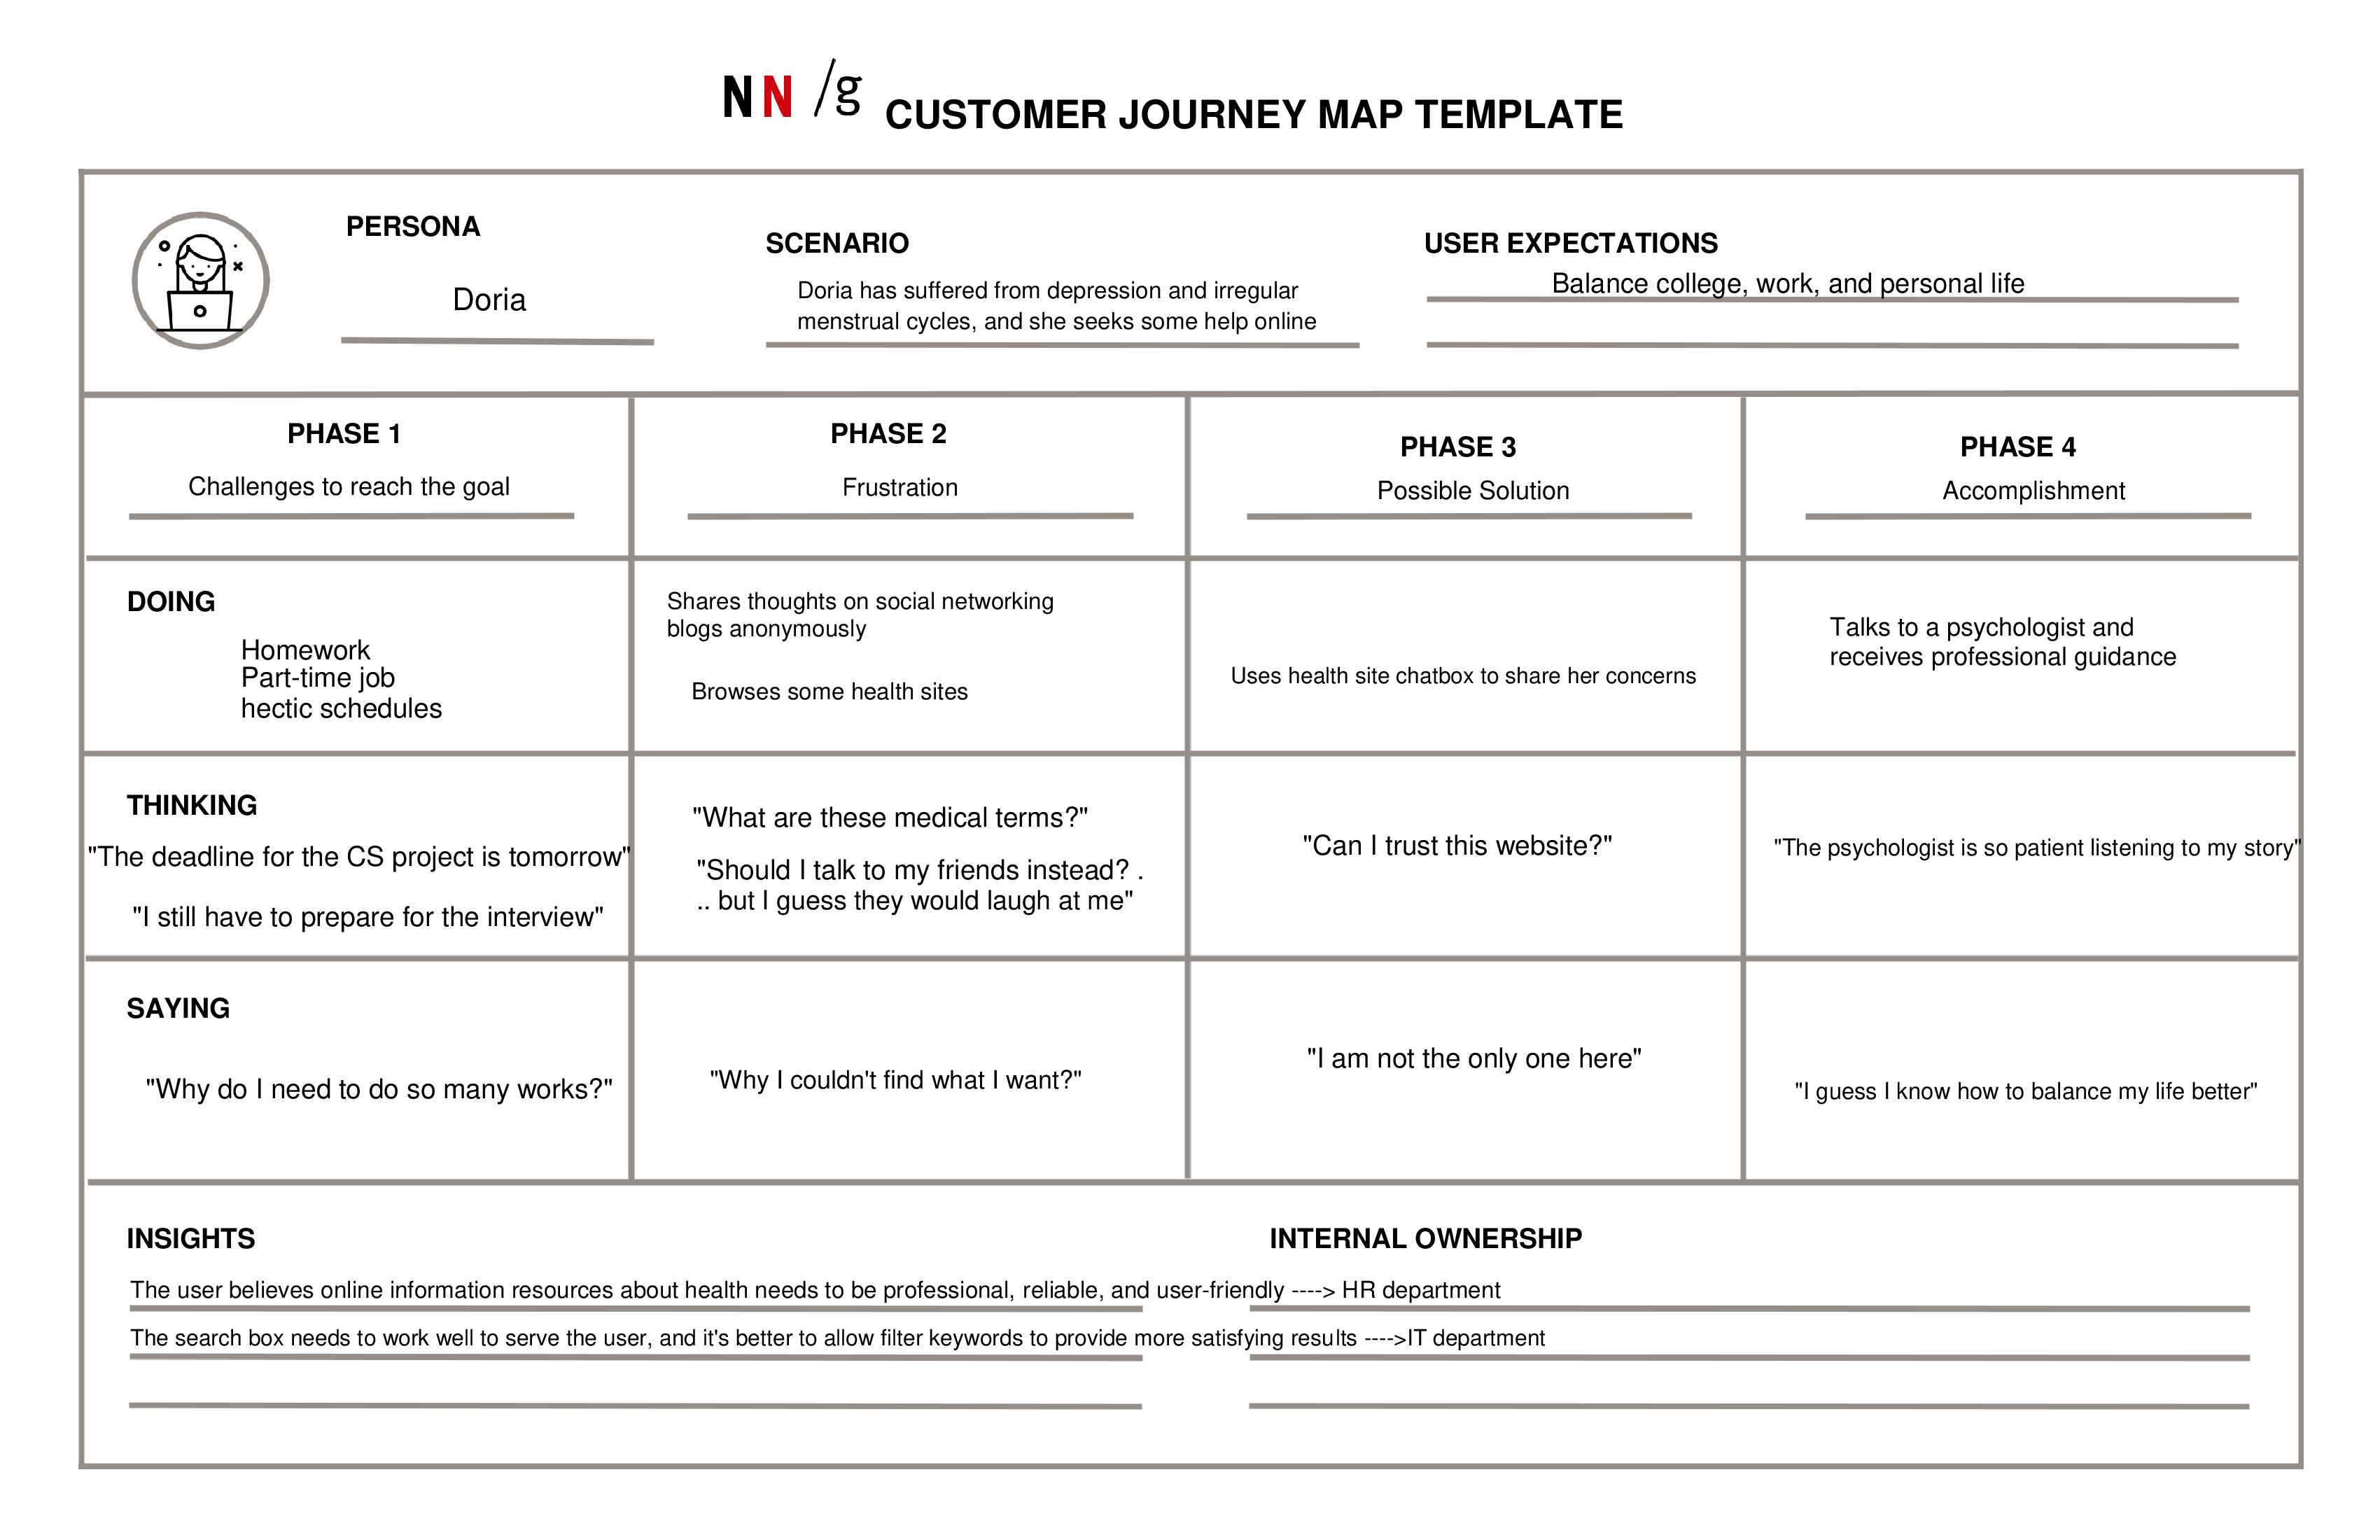 NN/g CUSTOMER JOURNEY MAP TEMPLATE
PERSONA
Doria
SCENARIO
Doria has suffered from depression and irregular
menstrual cycles, and she seeks some help online
USER EXPECTATIONS
Balance college, work, and personal life
PHASE 1
Challenges to reach the goal
PHASE 2
Frustration
PHASE 3
Possible Solution
PHASE 4
Accomplishment
DOING
Homework
Part-time job
hectic schedules
Shares thoughts on social networking
blogs anonymously
Browses some health sites
Uses health site chatbox to share her concerns
Talks to a psychologist and
receives professional guidance
THINKING
"The deadline for the CS project is tomorrow"
"I still have to prepare for the interview"
"What are these medical terms?"
"Should I talk to my friends instead? .
.. but I guess they would laugh at me"
"Can I trust this website?"
"The psychologist is so patient listening to my story"
SAYING
"Why do I need to do so many works?"
"Why I couldn't find what I want?"
"I am not the only one here"
"I guess I know how to balance my life better"
INSIGHTS
INTERNAL OWNERSHIP
The user believes online information resources about health needs to be professional, reliable, and user-friendly ----> HR department
The search box needs to work well to serve the user, and it's better to allow filter keywords to provide more satisfying results ---->IT department